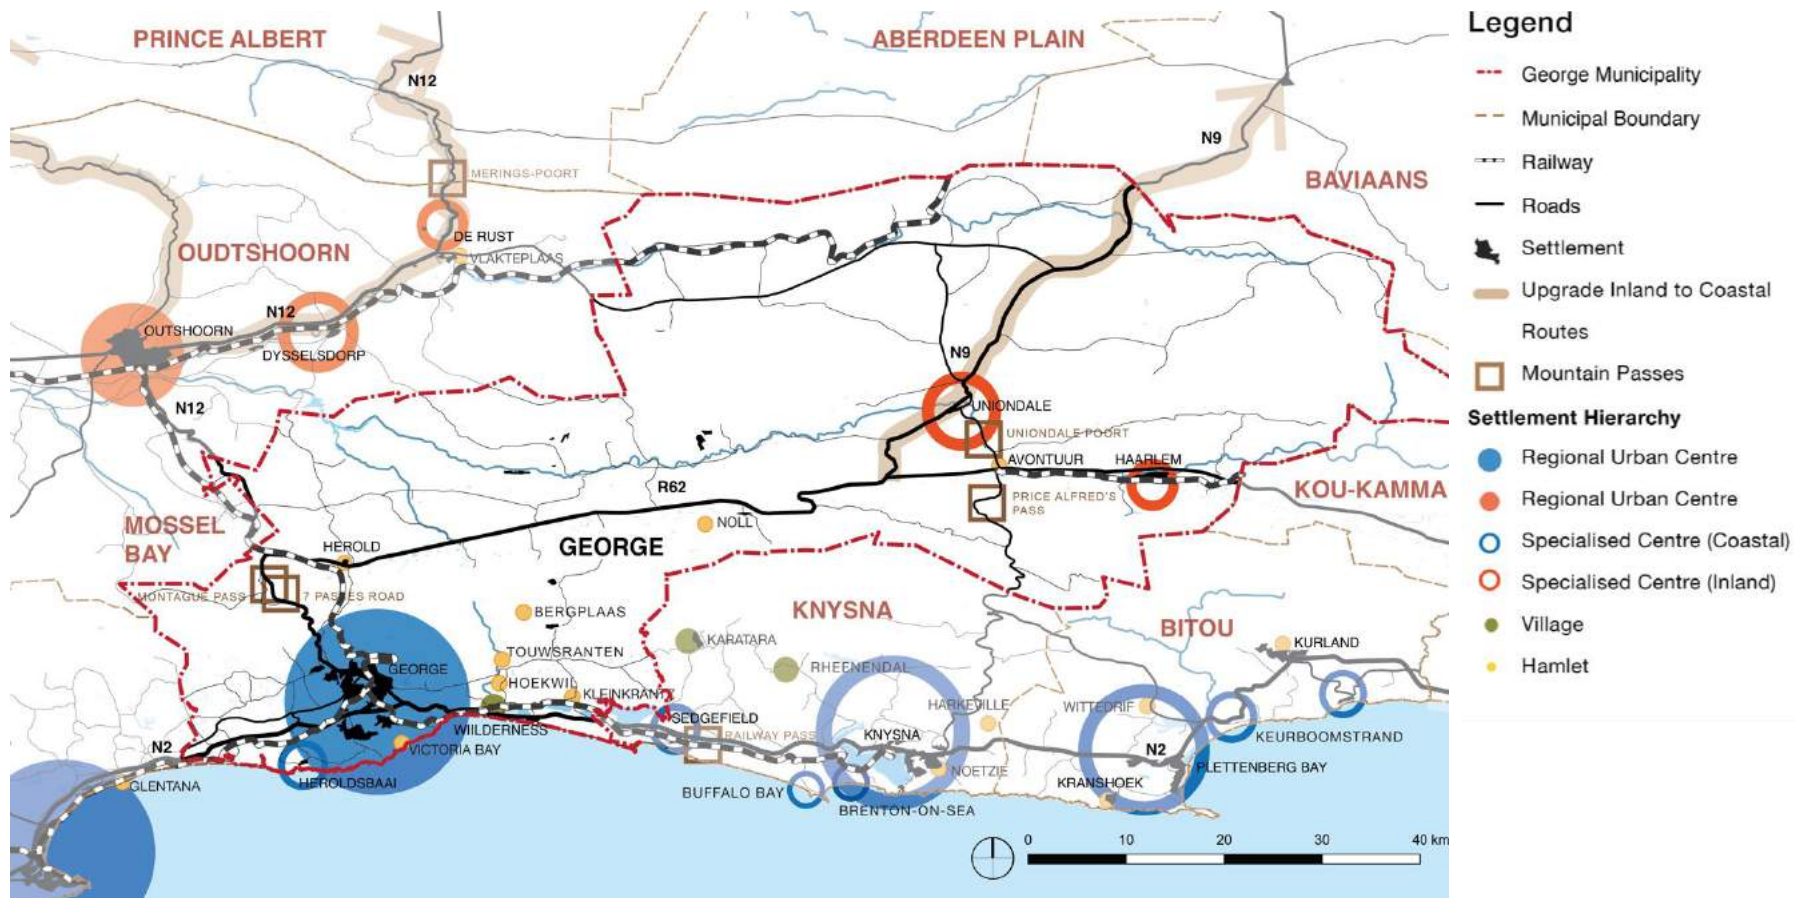 PRINCE ALBERT
ABERDEEN PLAIN
N12
N9
MERINGS-POORT
BAVIAANS
DE RUST
OUDTSHOORN
VLAKTEPLAAS
N12
OUTSHOORN
DYSSELSDORP
N9
N12
UNIONDALE
UNIONDALE POORT
AVONTUUR
HAARLEM
R62
KOU-KAMMA
PRICE ALFRED'S
PASS
MOSSEL
BAY
NOLL
HEROLD
GEORGE
MONTAGUE PASS
7 PASSES ROAD
BERGPLAAS
KNYSNA
BITOU
KARATARA
KURLAND
TOUWSRANTEN
RHEENENDAL
GEORGE
HOEKWIL
KLEINKRANTZ
HARKEVILLE
WITTEDRIF
SEDGEFIELD
WIILDERNESS
RAILWAY PASS
KNYSNA
KEURBOOMSTRAND
N2
VICTORIA BAY
N2
PLETTENBERG BAY
NOETZIE
GLENTANA
HEROLDSBAAI
KRANSHOEK
BUFFALO BAY
BRENTON-ON-SEA
0 10 20 30 40 km
Legend
George Municipality
Municipal Boundary
Railway
Roads
Settlement
Upgrade Inland to Coastal
Routes
Mountain Passes
Settlement Hierarchy
Regional Urban Centre
Regional Urban Centre
Specialised Centre (Coastal)
Specialised Centre (Inland)
Village
Hamlet